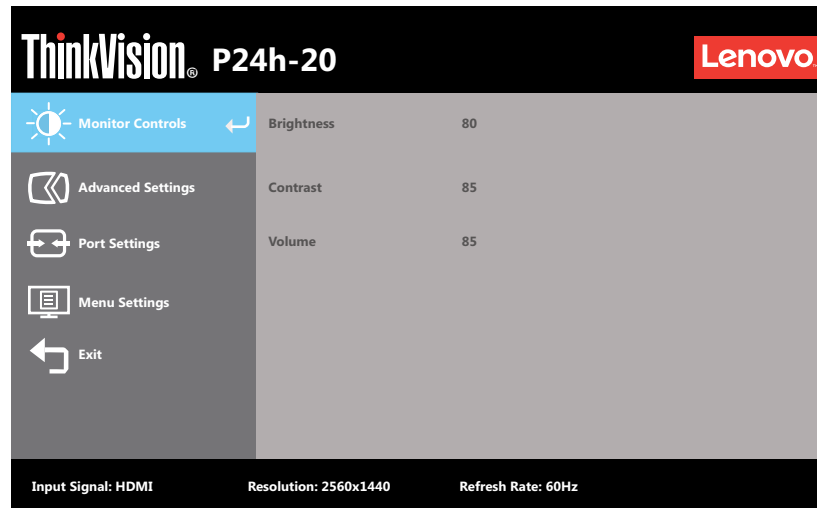 ThinkVision® P24h-20
Lenovo™
Monitor Controls
Brightness 80
Advanced Settings
Contrast 85
Port Settings
Volume 85
Menu Settings
Exit
Input Signal: HDMI Resolution: 2560x1440 Refresh Rate: 60Hz